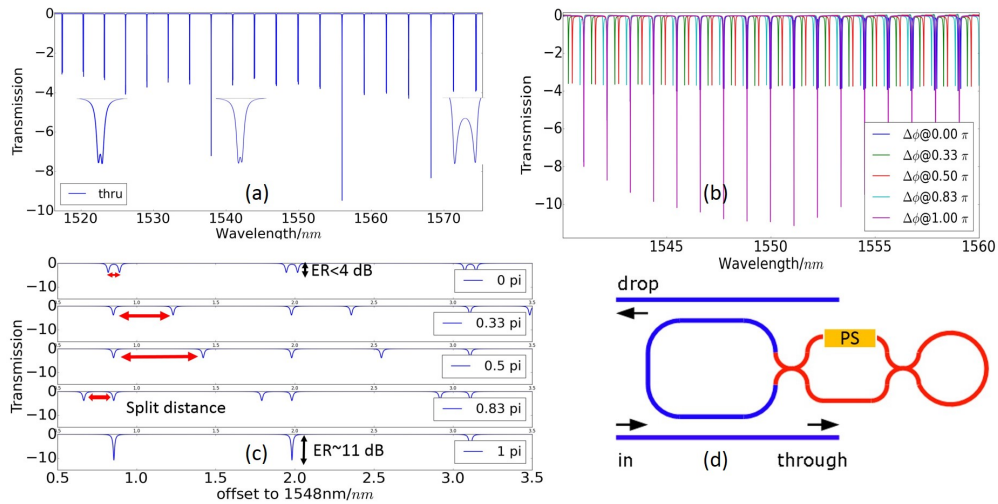 0
−2
−4
−6
−8
−10
Transmission
thru
(a)
1520 1530 1540 1550 1560 1570
Wavelength/nm
0
−2
−4
−6
−8
−10
Transmission
Δϕ@0.00 π
Δϕ@0.33 π
Δϕ@0.50 π
Δϕ@0.83 π
Δϕ@1.00 π
(b)
1545 1550 1555 1560
Wavelength/nm
0
−10
ER<4 dB
0 pi
0
−10
0.33 pi
0
−10
0.5 pi
0
−10
Split distance
0.83 pi
0
−10
ER~11 dB
1 pi
(c)
Transmission
0.5 1.0 1.5 2.0 2.5 3.0 3.5
offset to 1548nm/nm
drop
PS
in
(d)
through